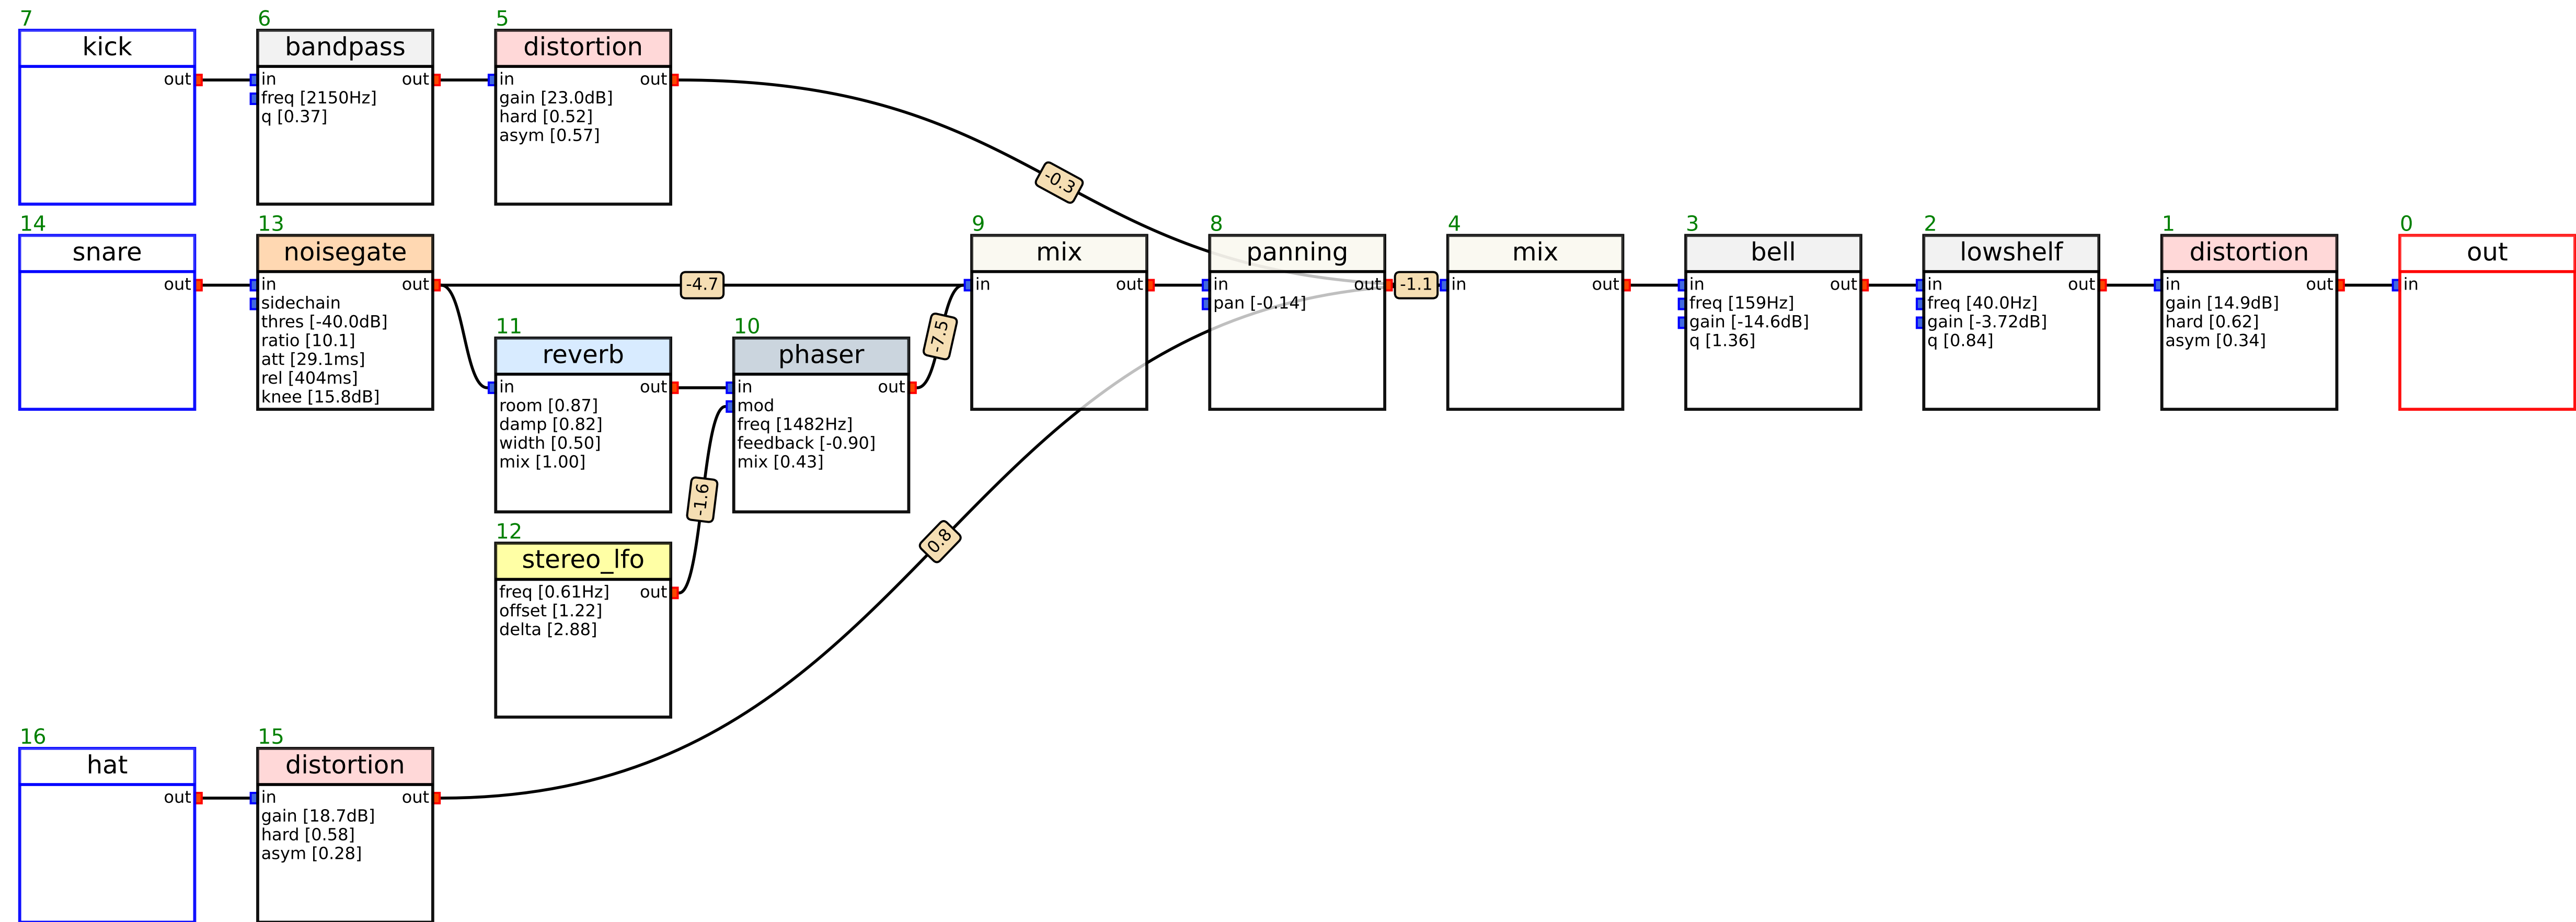 7
kick
out
6
bandpass
in out
freq [2150Hz]
q [0.37]
5
distortion
in out
gain [23.0dB]
hard [0.52]
asym [0.57]
-0.3
14
snare
out
13
noisegate
in out
sidechain
thres [-40.0dB]
ratio [10.1]
att [29.1ms]
rel [404ms]
knee [15.8dB]
-4.7
11
reverb
in out
room [0.87]
damp [0.82]
width [0.50]
mix [1.00]
10
phaser
in out
mod
freq [1482Hz]
feedback [-0.90]
mix [0.43]
-7.5
-1.6
12
stereo_lfo
freq [0.61Hz] out
offset [1.22]
delta [2.88]
9
mix
in out
8
panning
in out
pan [-0.14]
-1.1
4
mix
in out
3
bell
in out
freq [159Hz]
gain [-14.6dB]
q [1.36]
2
lowshelf
in out
freq [40.0Hz]
gain [-3.72dB]
q [0.84]
1
distortion
in out
gain [14.9dB]
hard [0.62]
asym [0.34]
0
out
in
0.8
16
hat
out
15
distortion
in out
gain [18.7dB]
hard [0.58]
asym [0.28]